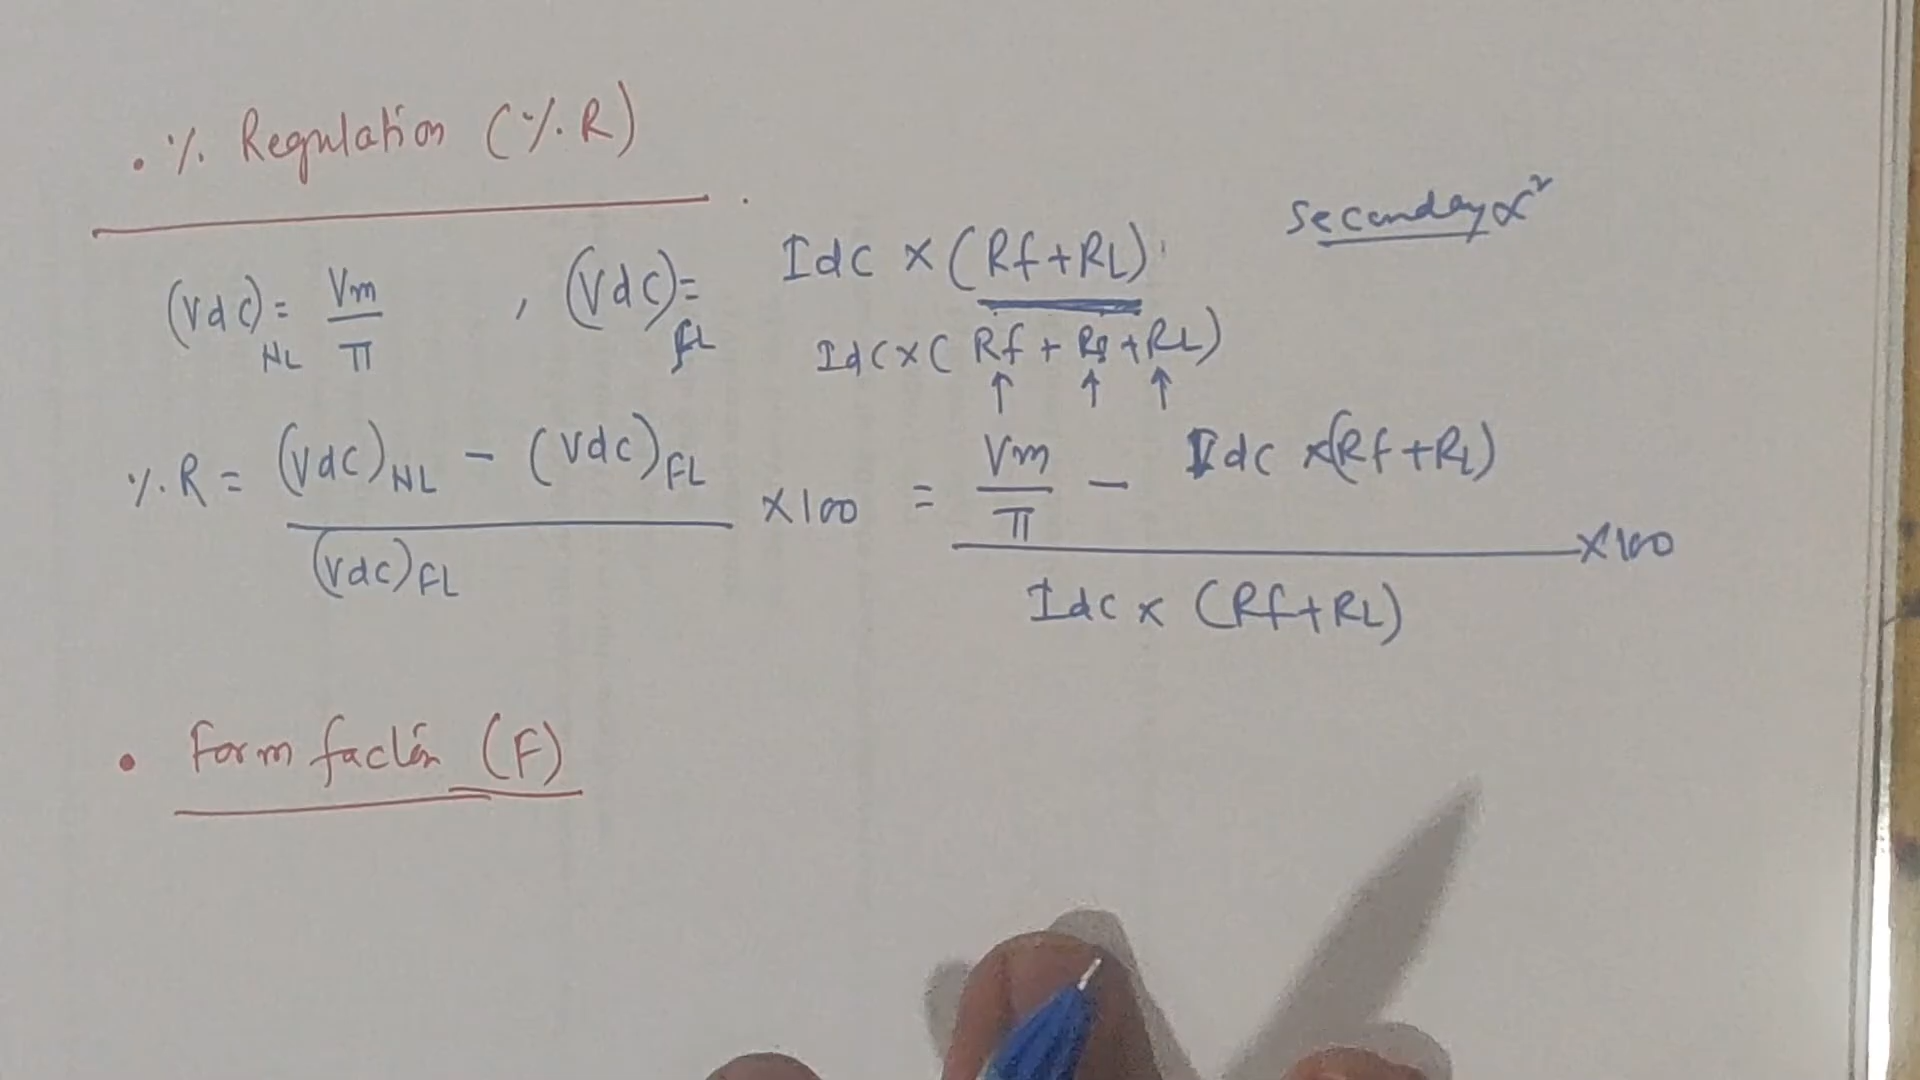 • % Regulation (% R)
Secondary α²
(Vdc)NL = Vm/π , (Vdc)FL = Idc × (Rf+RL)
Idc × ( Rf + Rs + RL)
↑ ↑ ↑
% R = (Vdc)NL - (Vdc)FL / (Vdc)FL ×100 = Vm/π - Idc ×(Rf+RL) / Idc × (Rf+RL) ×100
• Form factor (F)